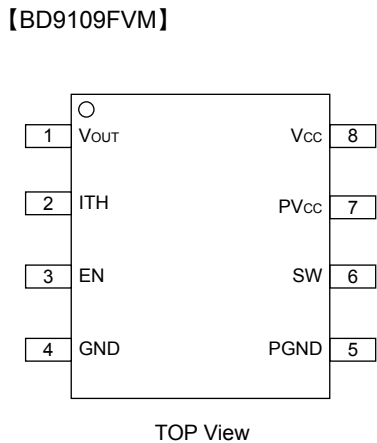 【BD9109FVM】
1 VOUT VCC 8
2 ITH PVCC 7
3 EN SW 6
4 GND PGND 5
TOP View